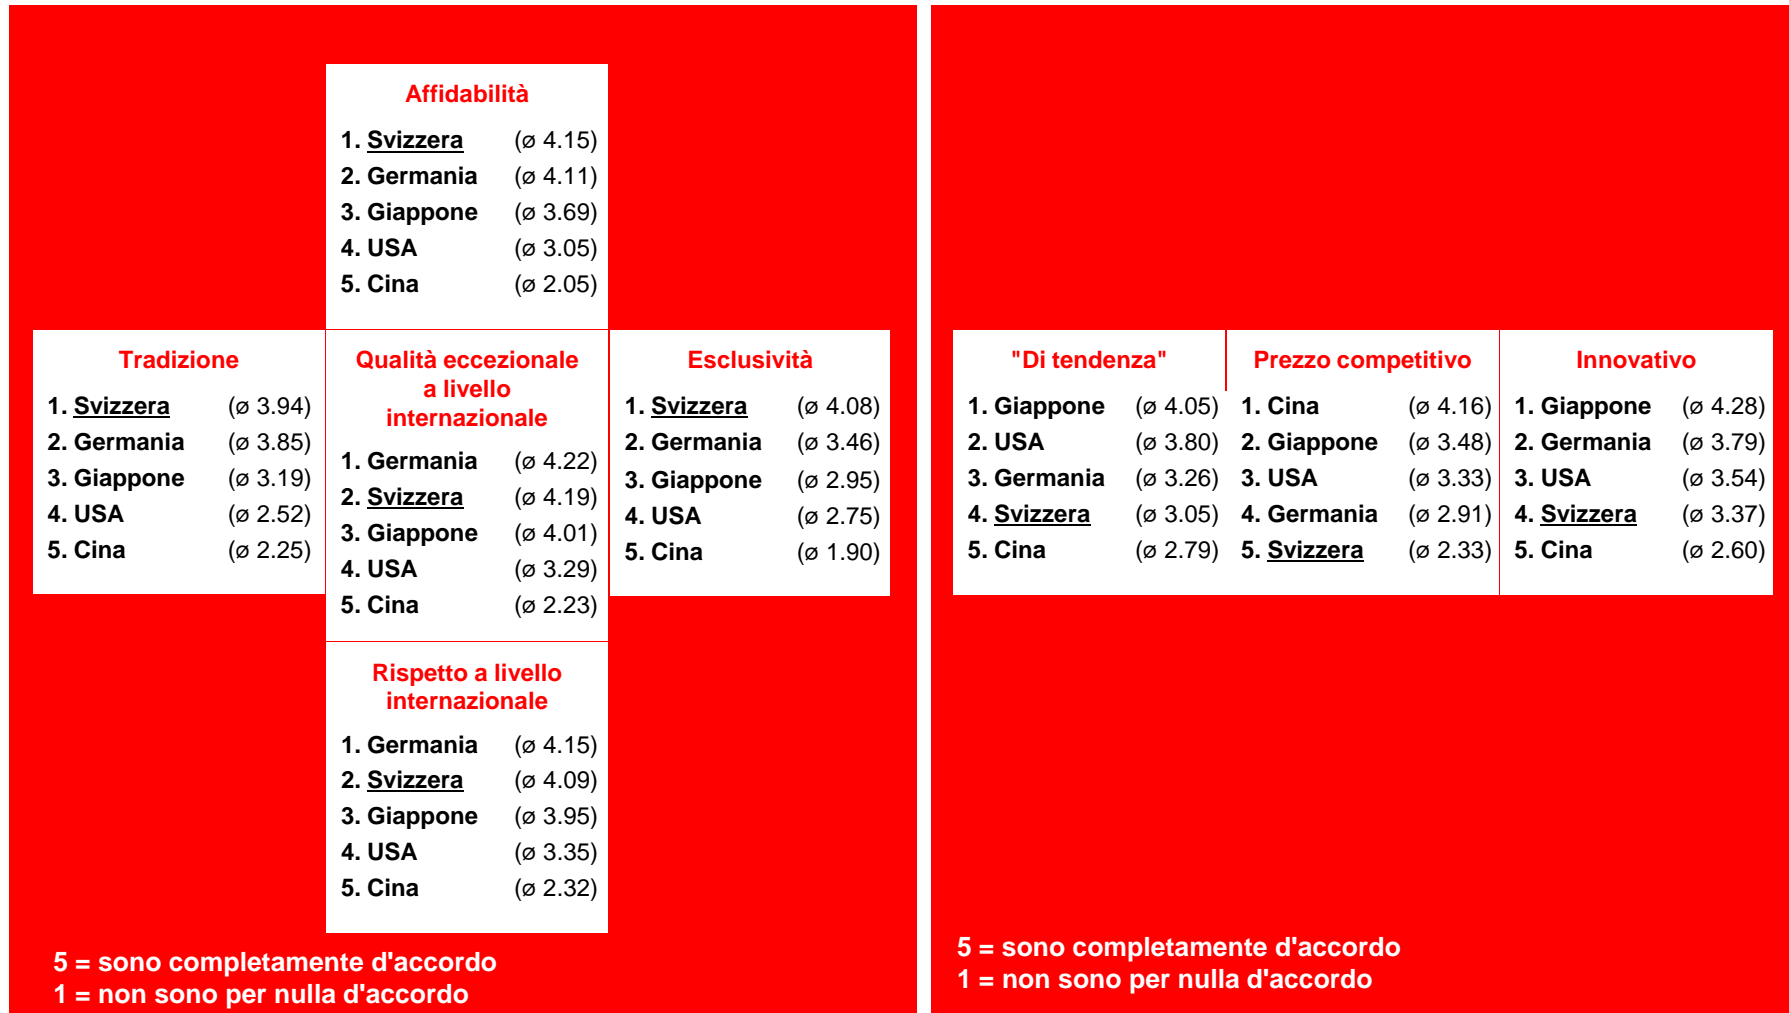 Affidabilità
1. Svizzera (ø 4.15)
2. Germania (ø 4.11)
3. Giappone (ø 3.69)
4. USA (ø 3.05)
5. Cina (ø 2.05)
Tradizione
1. Svizzera (ø 3.94)
2. Germania (ø 3.85)
3. Giappone (ø 3.19)
4. USA (ø 2.52)
5. Cina (ø 2.25)
Qualità eccezionale
a livello
internazionale
1. Germania (ø 4.22)
2. Svizzera (ø 4.19)
3. Giappone (ø 4.01)
4. USA (ø 3.29)
5. Cina (ø 2.23)
Esclusività
1. Svizzera (ø 4.08)
2. Germania (ø 3.46)
3. Giappone (ø 2.95)
4. USA (ø 2.75)
5. Cina (ø 1.90)
Rispetto a livello
internazionale
1. Germania (ø 4.15)
2. Svizzera (ø 4.09)
3. Giappone (ø 3.95)
4. USA (ø 3.35)
5. Cina (ø 2.32)
5 = sono completamente d'accordo
1 = non sono per nulla d'accordo
"Di tendenza"
1. Giappone (ø 4.05)
2. USA (ø 3.80)
3. Germania (ø 3.26)
4. Svizzera (ø 3.05)
5. Cina (ø 2.79)
Prezzo competitivo
1. Cina (ø 4.16)
2. Giappone (ø 3.48)
3. USA (ø 3.33)
4. Germania (ø 2.91)
5. Svizzera (ø 2.33)
Innovativo
1. Giappone (ø 4.28)
2. Germania (ø 3.79)
3. USA (ø 3.54)
4. Svizzera (ø 3.37)
5. Cina (ø 2.60)
5 = sono completamente d'accordo
1 = non sono per nulla d'accordo